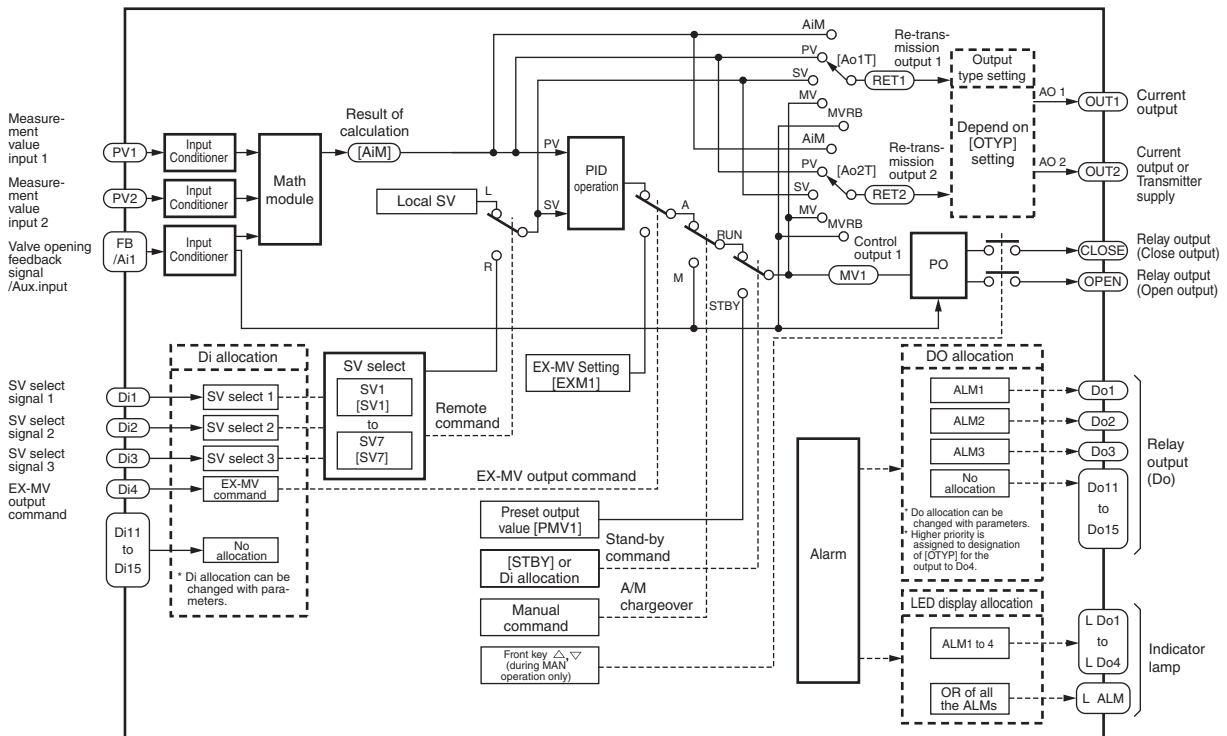 Measure-
ment
value
input 1
Measure-
ment
value
input 2
Valve opening
feedback
signal
/Aux.input
PV1
PV2
FB
/Ai1
Input
Conditioner
Input
Conditioner
Input
Conditioner
Math
module
Result of
calculation
[AiM]
Local SV
L
R
PV
SV
PID
operation
A
M
RUN
STBY
AiM
PV
SV
MV
MVRB
[Ao1T]
Re-trans-
mission
output 1
RET1
AiM
PV
SV
MV
MVRB
[Ao2T]
Re-trans-
mission
output 2
RET2
Output
type setting
Depend on
[OTYP]
setting
AO 1
OUT1
Current
output
AO 2
OUT2
Current
output or
Transmitter
supply
Control
output 1
MV1
PO
CLOSE
Relay output
(Close output)
OPEN
Relay output
(Open output)
SV select
signal 1
SV select
signal 2
SV select
signal 3
EX-MV
output
command
Di1
Di2
Di3
Di4
Di11
to
Di15
Di allocation
SV select 1
SV select 2
SV select 3
EX-MV
command
No
allocation
* Di allocation can be
changed with para-
meters.
SV select
SV1
[SV1]
to
SV7
[SV7]
Remote
command
EX-MV Setting
[EXM1]
EX-MV output command
Preset output
value [PMV1]
Stand-by
command
[STBY] or
Di allocation
A/M
chargeover
Manual
command
Front key △,▽
(during MAN
operation only)
Alarm
DO allocation
ALM1
ALM2
ALM3
No
allocation
* Do allocation can be
changed with parameters.
* Higher priority is
assigned to designation
of [OTYP] for the
output to Do4.
Do1
Do2
Do3
Do11
to
Do15
Relay
output
(Do)
LED display allocation
ALM1 to 4
OR of all
the ALMs
L Do1
to
L Do4
L ALM
Indicator
lamp